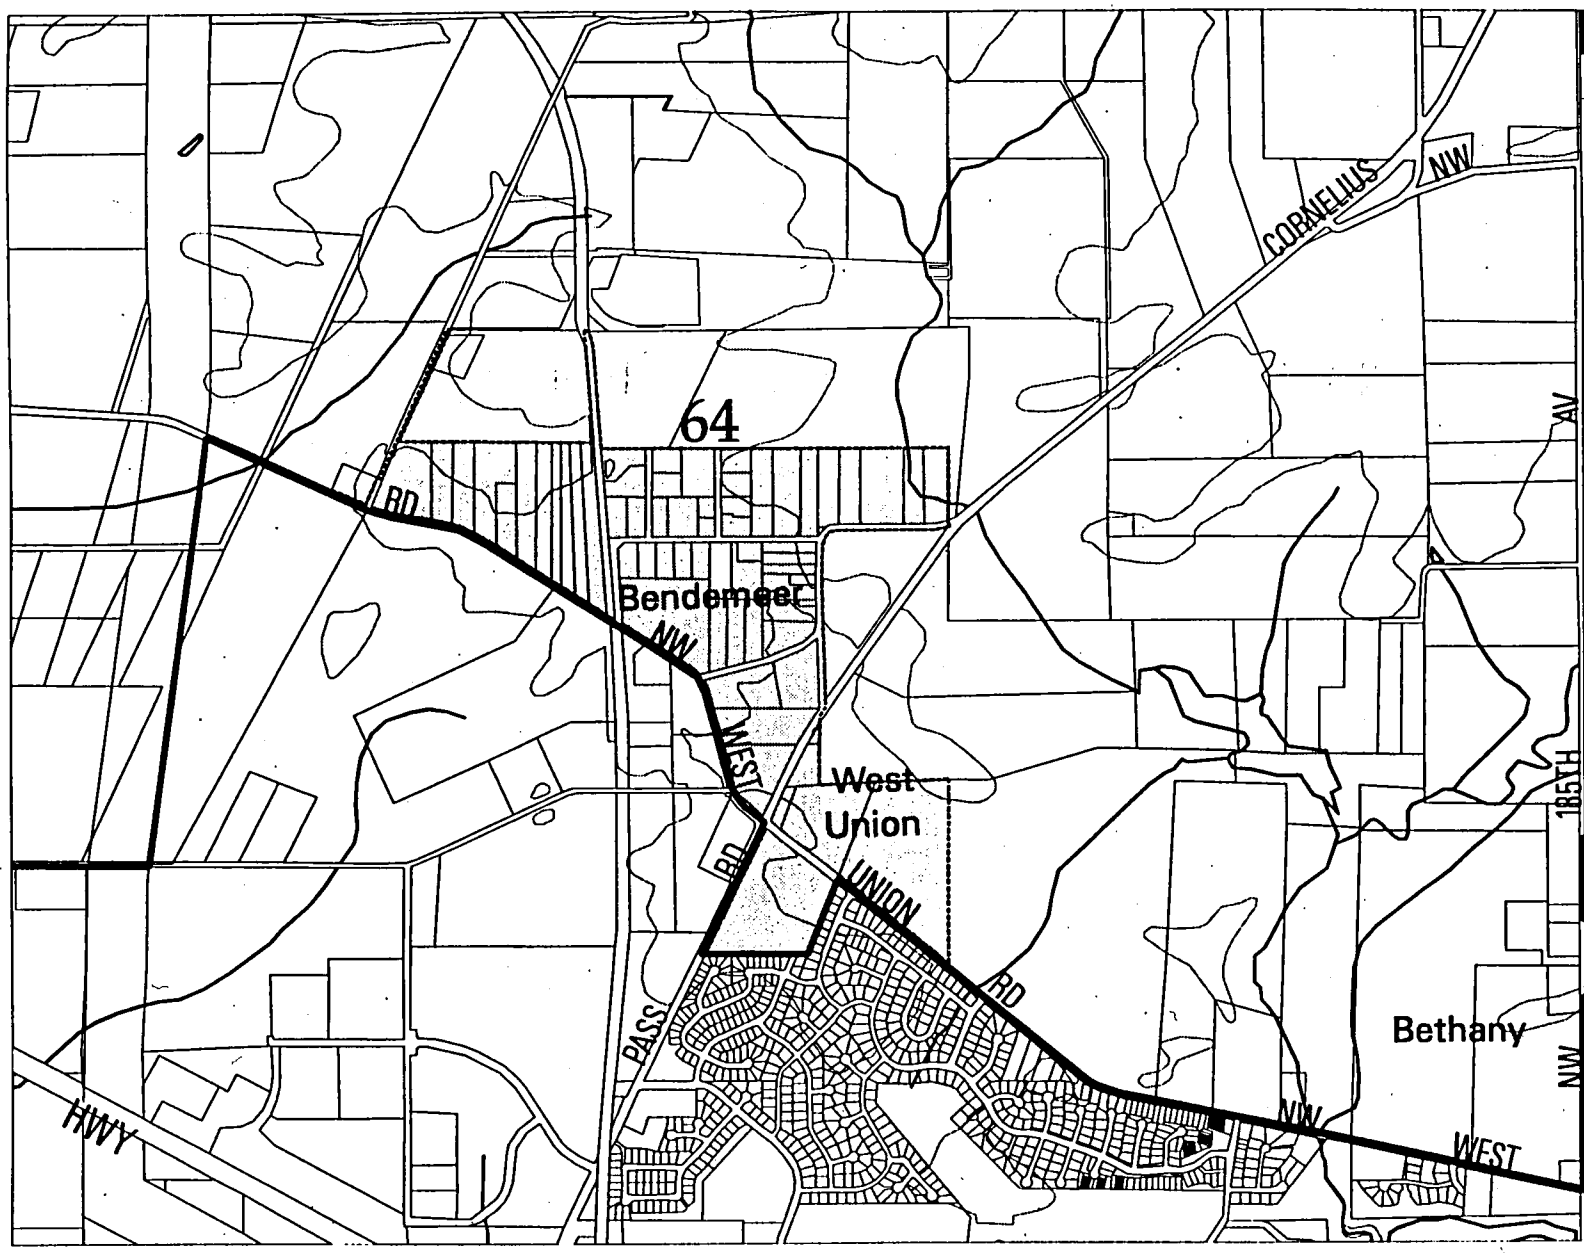 NW
CORNELIUS
AV
64
RD
Bendemeer
NW
WEST
West
Union
185TH
RD
UNION
RD
PASS
Bethany
NW
HWY
NW
WEST